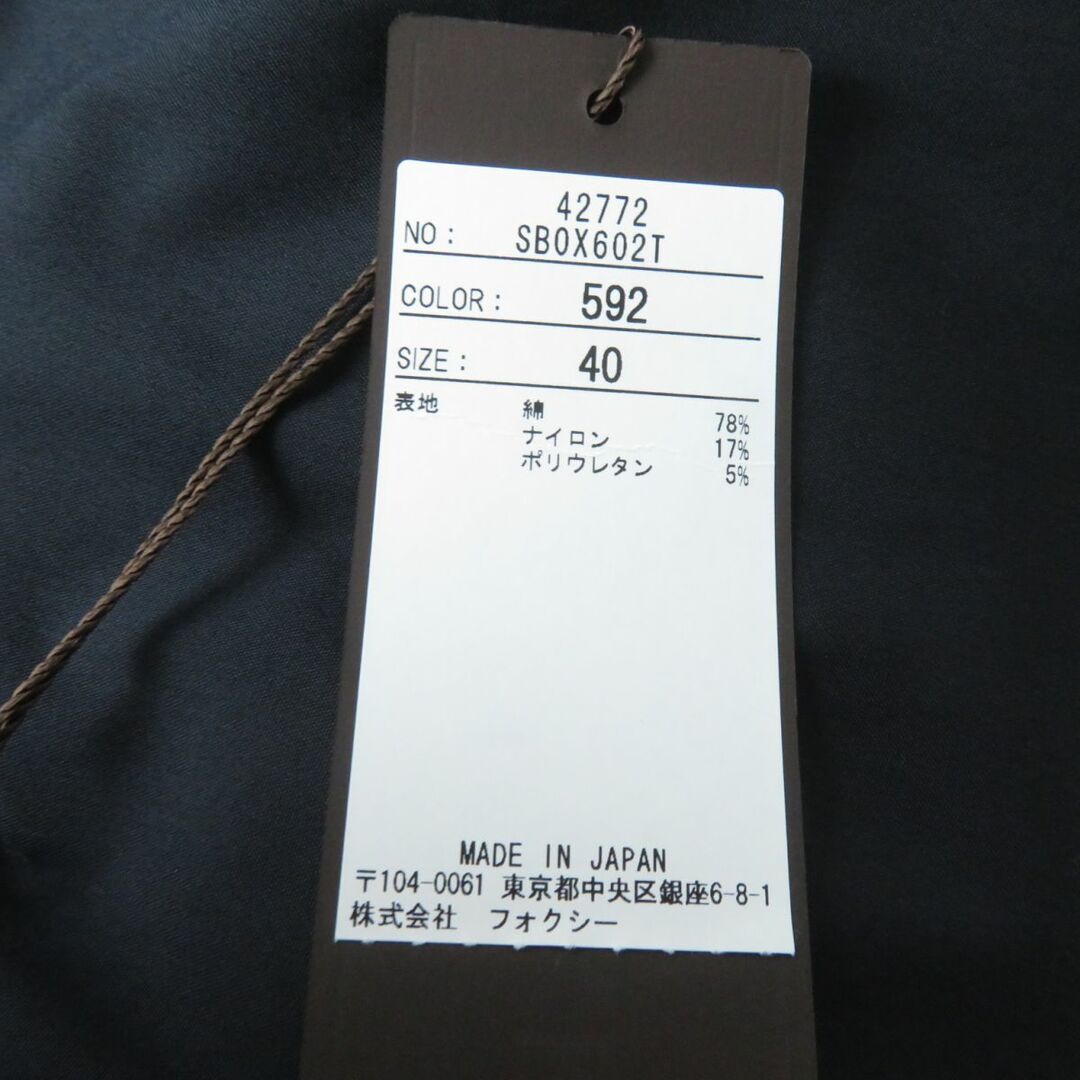 42772
NO: SBOX602T
COLOR: 592
SIZE: 40
表地 綿 78%
ナイロン 17%
ポリウレタン 5%
MADE IN JAPAN
〒104-0061 東京都中央区銀座6-8-1
株式会社 フォクシー